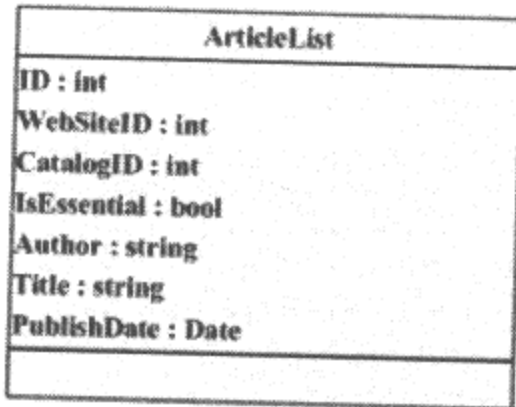 ArticleList
ID : int
WebSiteID : int
CatalogID : int
IsEssential : bool
Author : string
Title : string
PublishDate : Date